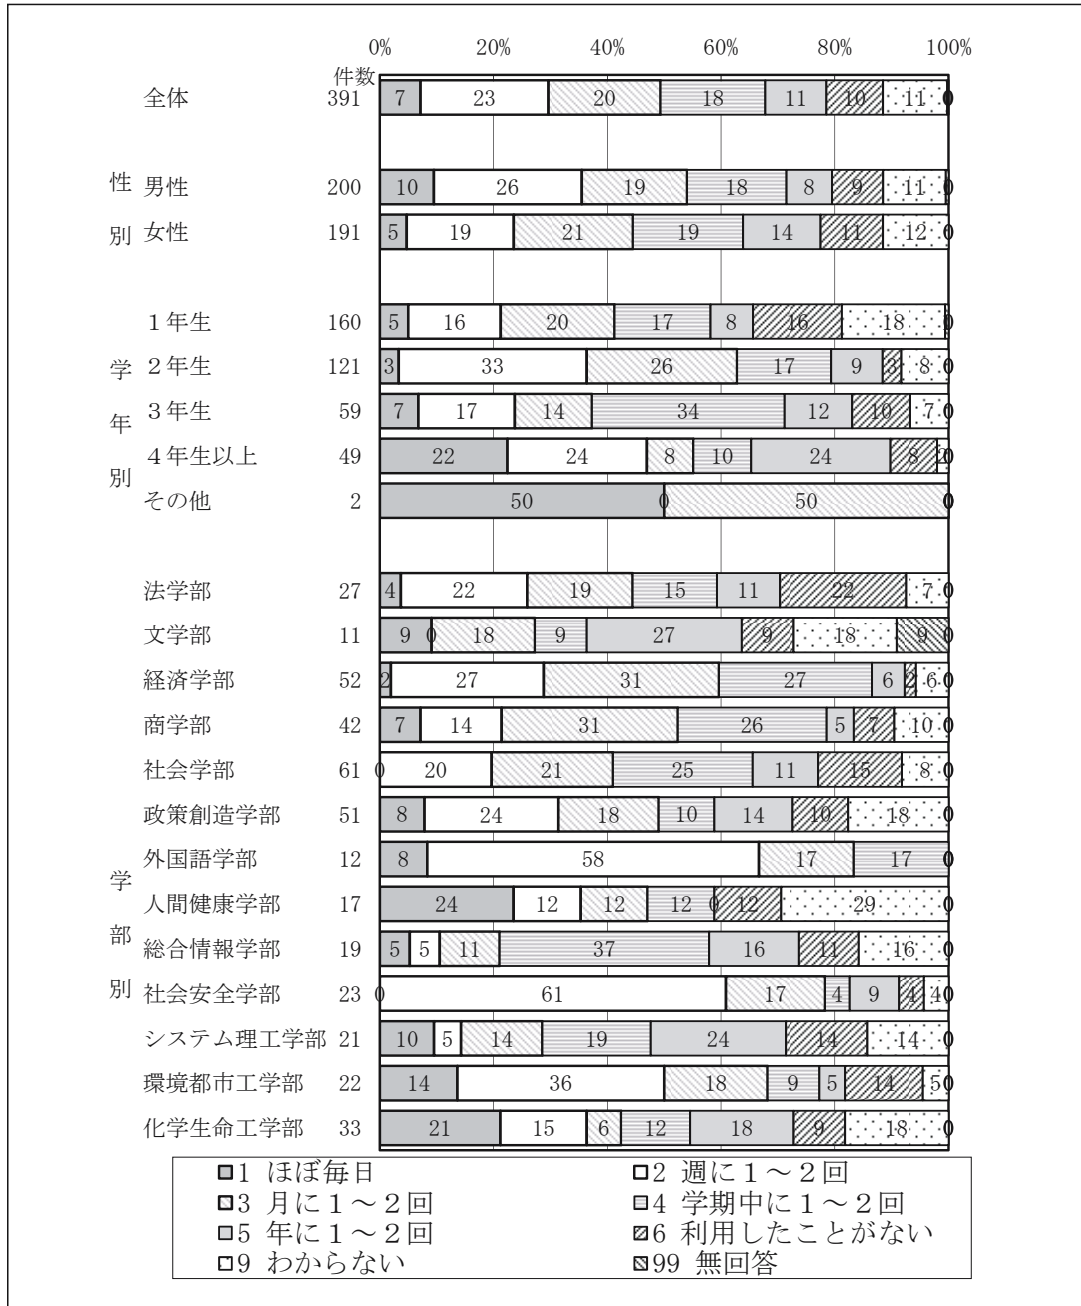 0% 20% 40% 60% 80% 100%
件数
全体 391 7 23 20 18 11 10 11 0
性別
男性 200 10 26 19 18 8 9 11 0
女性 191 5 19 21 19 14 11 12 0
学年別
１年生 160 5 16 20 17 8 16 18 0
２年生 121 3 33 26 17 9 3 8 0
３年生 59 7 17 14 34 12 10 7 0
４年生以上 49 22 24 8 10 24 8 2 0
その他 2 50 0 50 0
学部別
法学部 27 4 22 19 15 11 22 7 0
文学部 11 9 0 18 9 27 9 18 9 0
経済学部 52 2 27 31 27 6 2 6 0
商学部 42 7 14 31 26 5 7 10 0
社会学部 61 0 20 21 25 11 15 8 0
政策創造学部 51 8 24 18 10 14 10 18 0
外国語学部 12 8 58 17 17 0
人間健康学部 17 24 12 12 12 0 12 29 0
総合情報学部 19 5 5 11 37 16 11 16 0
社会安全学部 23 0 61 17 4 9 4 4 0
システム理工学部 21 10 5 14 19 24 14 14 0
環境都市工学部 22 14 36 18 9 5 14 5 0
化学生命工学部 33 21 15 6 12 18 9 18 0
1 ほぼ毎日 2 週に１～２回
3 月に１～２回 4 学期中に１～２回
5 年に１～２回 6 利用したことがない
9 わからない 99 無回答